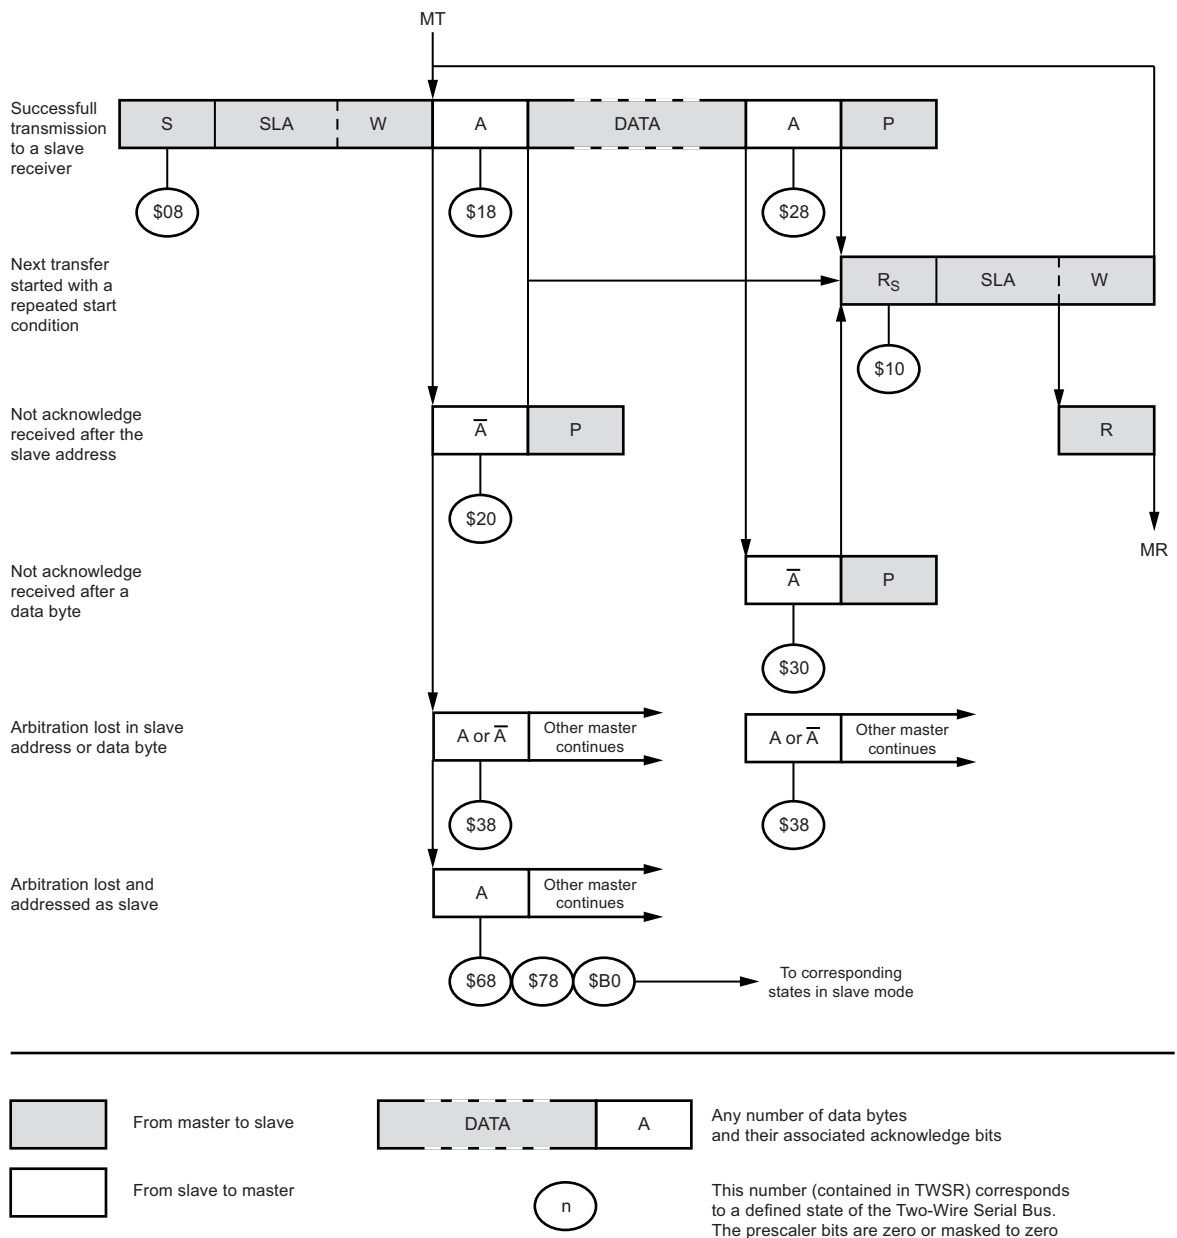 MT
Successfull
transmission
to a slave
receiver
S SLA W A DATA A P
$08 $18 $28
Next transfer
started with a
repeated start
condition
RS SLA W
$10
Not acknowledge
received after the
slave address
A̅ P
R
$20
MR
Not acknowledge
received after a
data byte
A̅ P
$30
Arbitration lost in slave
address or data byte
A or A̅
Other master
continues
A or A̅
Other master
continues
$38 $38
Arbitration lost and
addressed as slave
A
Other master
continues
$68 $78 $B0
To corresponding
states in slave mode
From master to slave
DATA A
Any number of data bytes
and their associated acknowledge bits
From slave to master
n
This number (contained in TWSR) corresponds
to a defined state of the Two-Wire Serial Bus.
The prescaler bits are zero or masked to zero